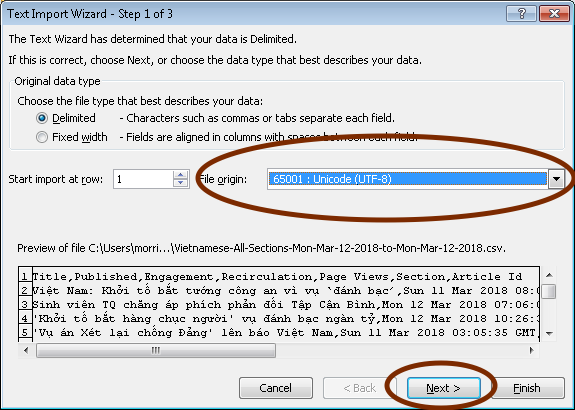 Text Import Wizard - Step 1 of 3
The Text Wizard has determined that your data is Delimited.
If this is correct, choose Next, or choose the data type that best describes your data.
Original data type
Choose the file type that best describes your data:
Delimited - Characters such as commas or tabs separate each field.
Fixed width - Fields are aligned in columns with spaces between each field.
Start import at row: 1 File origin: 65001 : Unicode (UTF-8)
Preview of file C:\Users\morri...\Vietnamese-All-Sections-Mon-Mar-12-2018-to-Mon-Mar-12-2018.csv.
1 Title,Published,Engagement,Recirculation,Page Views,Section,Article Id
2 Việt Nam: Khởi tố bắt tướng công an vì vụ `đánh bạc´,Sun 11 Mar 2018 08:0
3 Sinh viên TQ chăng áp phích phản đối Tập Cận Bình,Mon 12 Mar 2018 07:06:0
4 'Khởi tố bắt hàng chục người' vụ đánh bạc ngàn tỷ,Mon 12 Mar 2018 10:26:3
5 'Vụ án Xét lại chống Đảng' lên báo Việt Nam,Sun 11 Mar 2018 03:05:35 GMT,
Cancel < Back Next > Finish